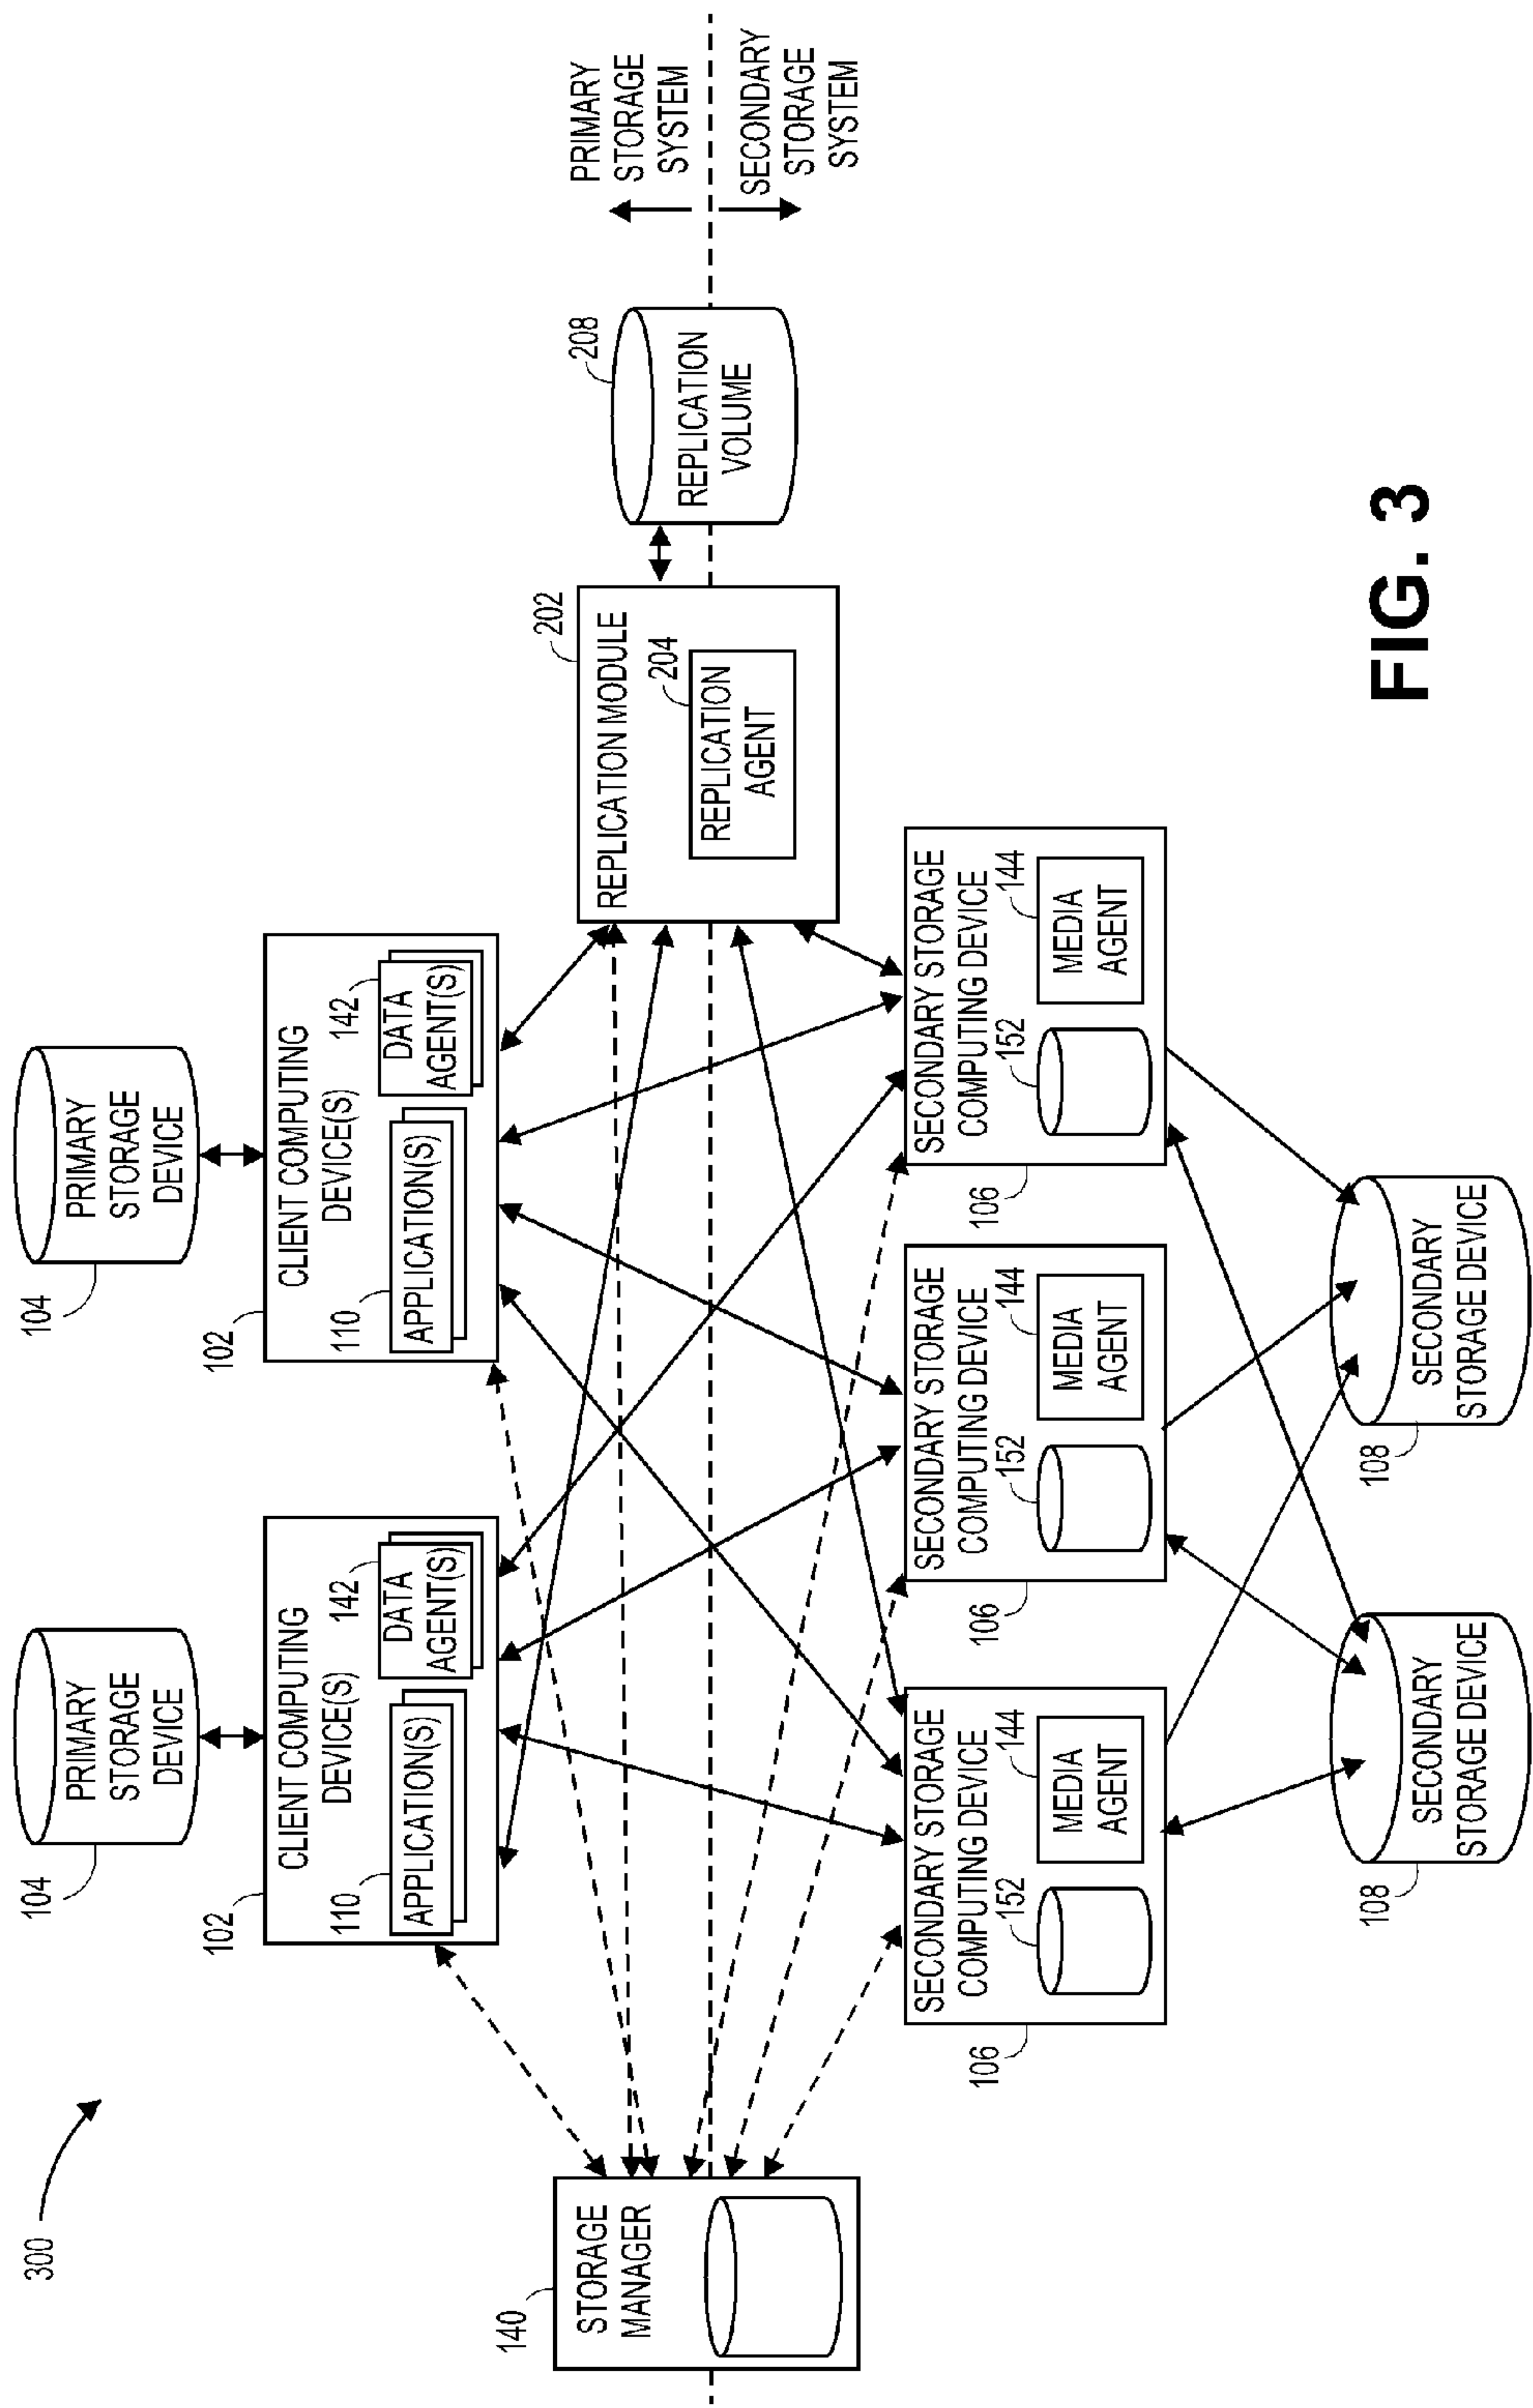 300
104
PRIMARY
STORAGE
DEVICE
104
PRIMARY
STORAGE
DEVICE
102
CLIENT COMPUTING
DEVICE(S)
110
APPLICATION(S)
142
DATA
AGENT(S)
102
CLIENT COMPUTING
DEVICE(S)
110
APPLICATION(S)
142
DATA
AGENT(S)
140
STORAGE
MANAGER
202
REPLICATION MODULE
204
REPLICATION
AGENT
208
REPLICATION
VOLUME
PRIMARY
STORAGE
SYSTEM
SECONDARY
STORAGE
SYSTEM
106
SECONDARY STORAGE
COMPUTING DEVICE
152
144
MEDIA
AGENT
106
SECONDARY STORAGE
COMPUTING DEVICE
152
144
MEDIA
AGENT
106
SECONDARY STORAGE
COMPUTING DEVICE
152
144
MEDIA
AGENT
108
SECONDARY
STORAGE DEVICE
108
SECONDARY
STORAGE DEVICE
FIG. 3